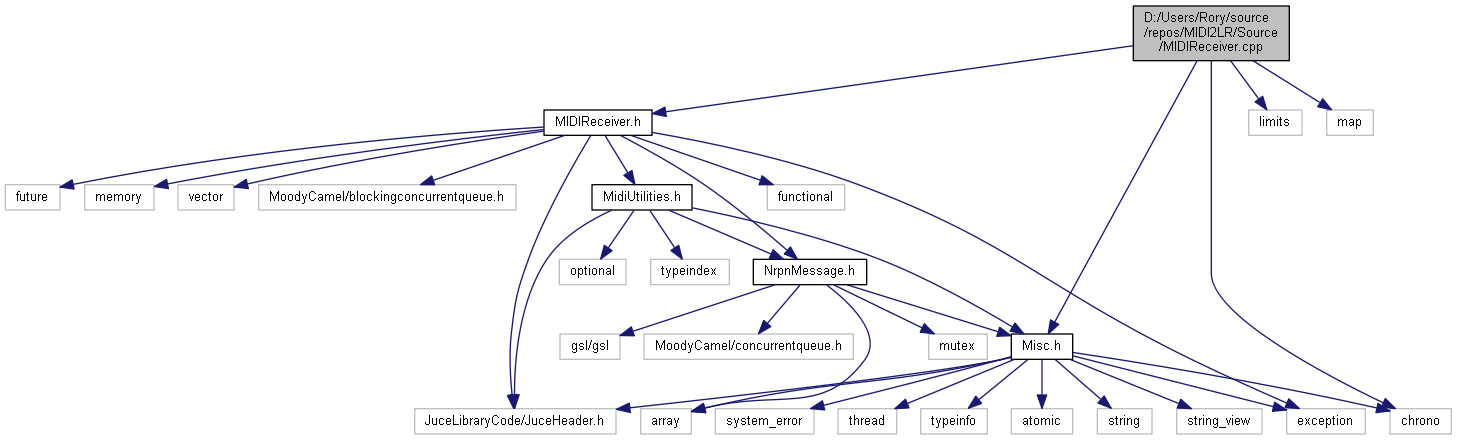 D:/Users/Rory/source
/repos/MIDI2LR/Source
/MIDIReceiver.cpp
MIDIReceiver.h
limits
map
future
memory
vector
MoodyCamel/blockingconcurrentqueue.h
MidiUtilities.h
functional
optional
typeindex
NrpnMessage.h
gsl/gsl
MoodyCamel/concurrentqueue.h
mutex
Misc.h
JuceLibraryCode/JuceHeader.h
array
system_error
thread
typeinfo
atomic
string
string_view
exception
chrono